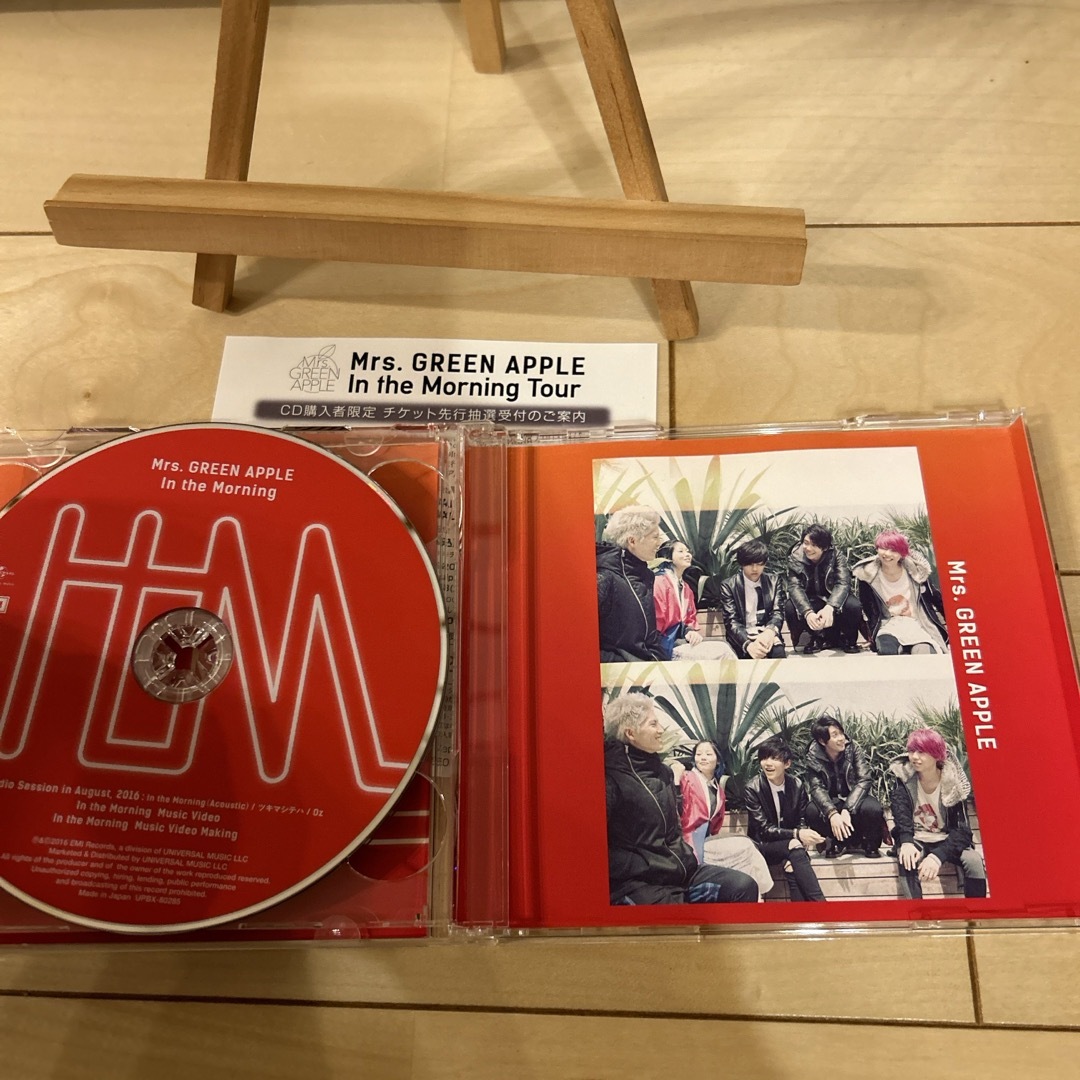 Mrs. GREEN APPLE
Mrs. GREEN APPLE
In the Morning Tour
CD購入者限定 チケット先行抽選受付のご案内
Mrs. GREEN APPLE
In the Morning
Session in August, 2016 : In the Morning (Acoustic) / ツキマシテハ / Oz
In the Morning Music Video
In the Morning Music Video Making
℗&©2016 EMI Records, a division of UNIVERSAL MUSIC LLC
Marketed & Distributed by UNIVERSAL MUSIC LLC
All rights of the producer and of the owner of the work reproduced reserved.
Unauthorized copying, hiring, lending, public performance
and broadcasting of this record prohibited.
Made in Japan UPBX-80285
Mrs. GREEN APPLE